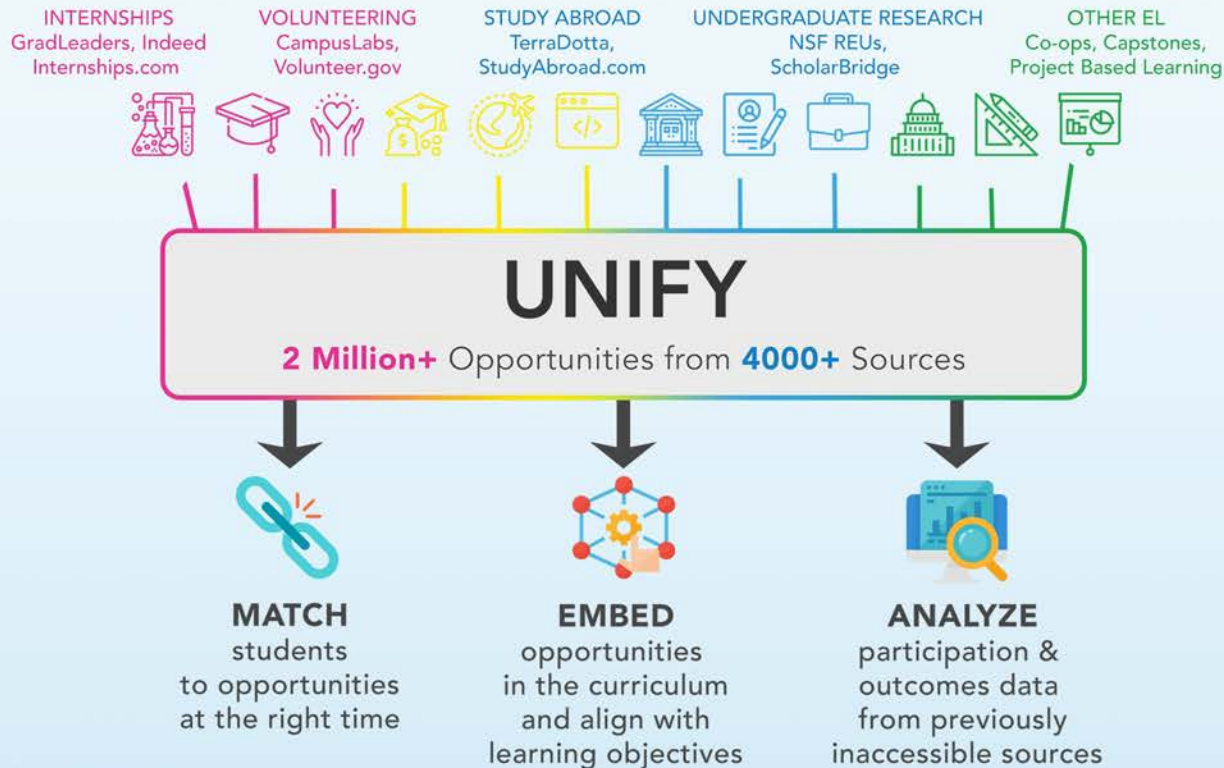 INTERNSHIPS
GradLeaders, Indeed
Internships.com
VOLUNTEERING
CampusLabs,
Volunteer.gov
STUDY ABROAD
TerraDotta,
StudyAbroad.com
UNDERGRADUATE RESEARCH
NSF REUs,
ScholarBridge
OTHER EL
Co-ops, Capstones,
Project Based Learning
</>
UNIFY
2 Million+ Opportunities from 4000+ Sources
MATCH
students
to opportunities
at the right time
EMBED
opportunities
in the curriculum
and align with
learning objectives
ANALYZE
participation &
outcomes data
from previously
inaccessible sources